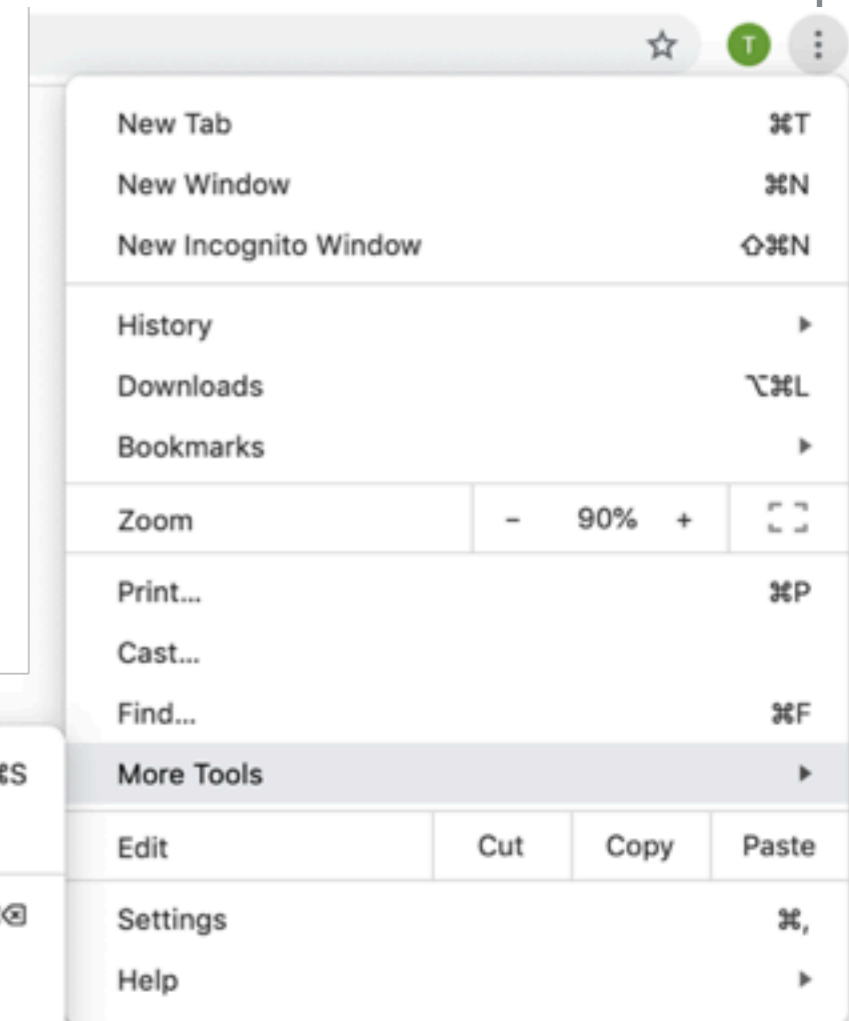 T
New Tab ⌘T
New Window ⌘N
New Incognito Window ⇧⌘N
History
Downloads ⌥⌘L
Bookmarks
Zoom - 90% +
Print... ⌘P
Cast...
Find... ⌘F
⌘S
More Tools
Edit Cut Copy Paste
⌫
Settings ⌘,
Help